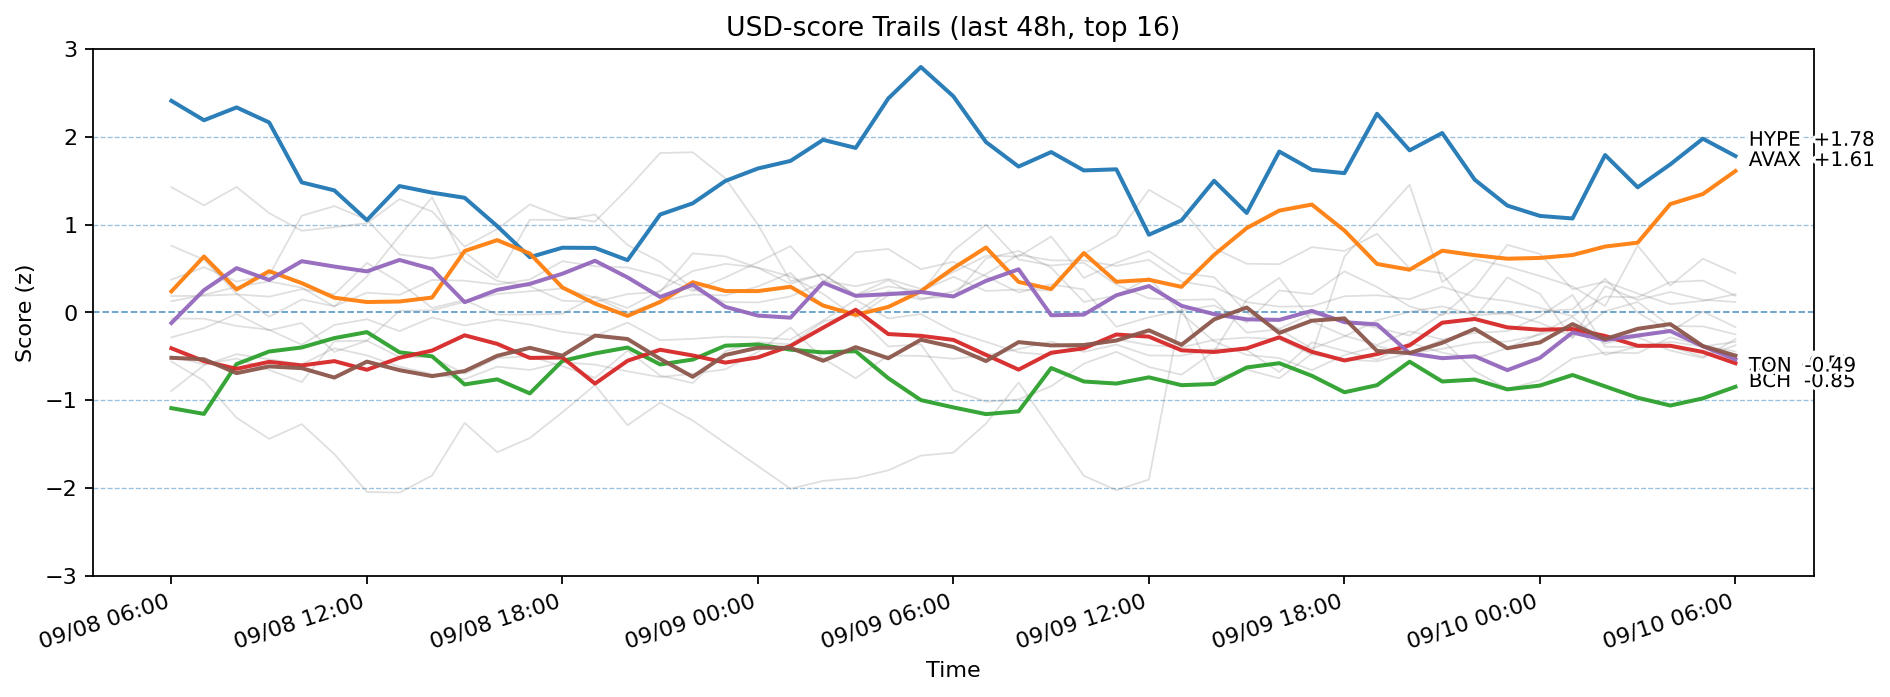 USD-score Trails (last 48h, top 16)
3
2
1
0
−1
−2
−3
Score (z)
HYPE +1.78
AVAX +1.61
TON -0.49
BCH -0.85
09/08 06:00
09/08 12:00
09/08 18:00
09/09 00:00
09/09 06:00
09/09 12:00
09/09 18:00
09/10 00:00
09/10 06:00
Time